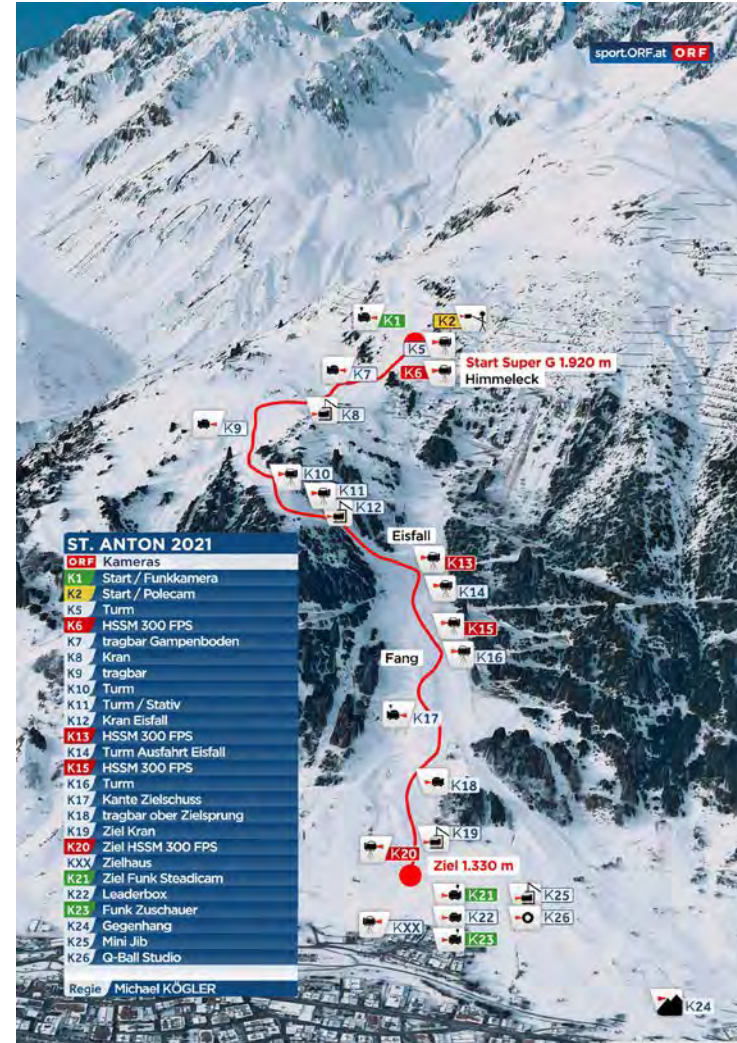 sport.ORF.at ORF
K1
K2
K5
Start Super G 1.920 m
K7
K6
Himmeleck
K8
K9
K10
K11
K12
Eisfall
K13
K14
K15
Fang
K16
K17
K18
K19
K20
Ziel 1.330 m
K21
K25
KXX
K22
K26
K23
K24
ST. ANTON 2021
ORF Kameras
K1 Start / Funkkamera
K2 Start / Polecam
K5 Turm
K6 HSSM 300 FPS
K7 tragbar Gampenboden
K8 Kran
K9 tragbar
K10 Turm
K11 Turm / Stativ
K12 Kran Eisfall
K13 HSSM 300 FPS
K14 Turm Ausfahrt Eisfall
K15 HSSM 300 FPS
K16 Turm
K17 Kante Zielschuss
K18 tragbar ober Zielsprung
K19 Ziel Kran
K20 Ziel HSSM 300 FPS
KXX Zielhaus
K21 Ziel Funk Steadicam
K22 Leaderbox
K23 Funk Zuschauer
K24 Gegenhang
K25 Mini Jib
K26 Q-Ball Studio
Regie Michael KÖGLER